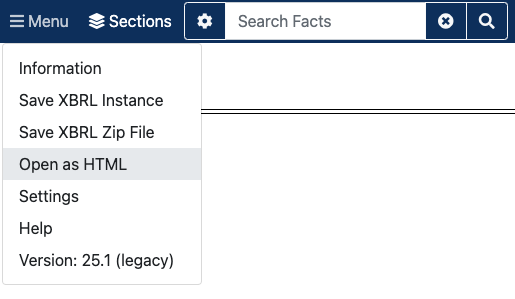 Menu Sections Search Facts
Information
Save XBRL Instance
Save XBRL Zip File
Open as HTML
Settings
Help
Version: 25.1 (legacy)